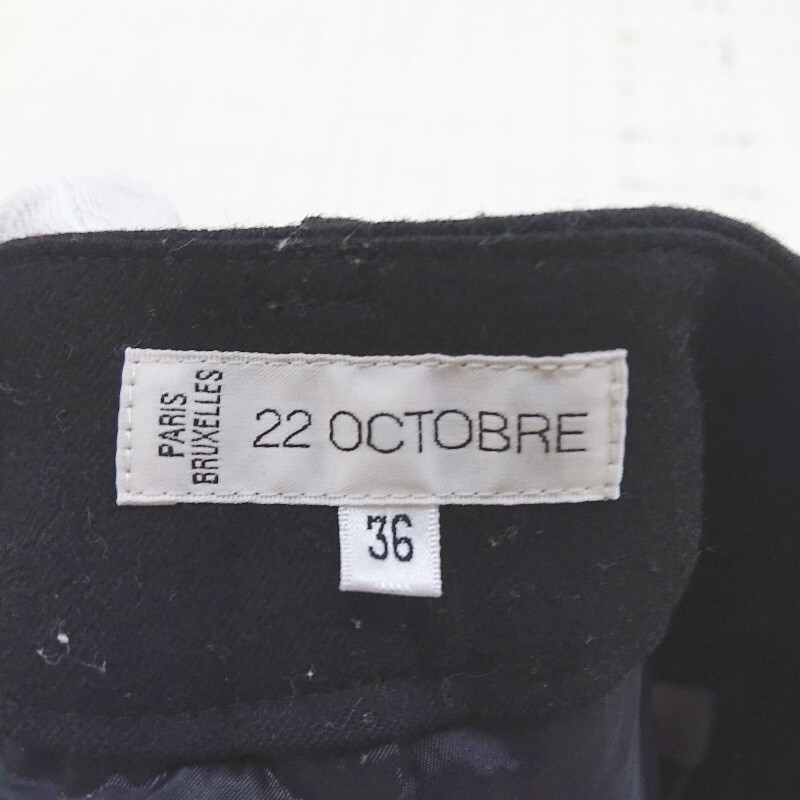 PARIS
BRUXELLES
22 OCTOBRE
36